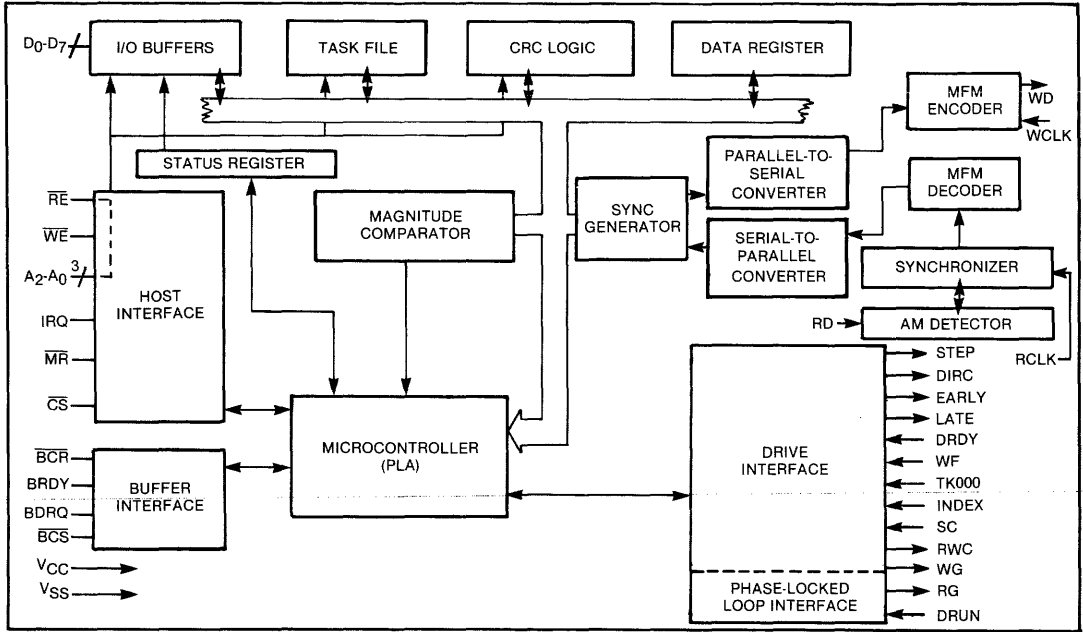 D0-D7
I/O BUFFERS
TASK FILE
CRC LOGIC
DATA REGISTER
MFM
ENCODER
WD
WCLK
STATUS REGISTER
PARALLEL-TO-
SERIAL
CONVERTER
MFM
DECODER
RE
WE
A2-A0
3
IRQ
MR
CS
HOST
INTERFACE
MAGNITUDE
COMPARATOR
SYNC
GENERATOR
SERIAL-TO-
PARALLEL
CONVERTER
SYNCHRONIZER
RD
AM DETECTOR
RCLK
MICROCONTROLLER
(PLA)
BCR
BRDY
BDRQ
BCS
BUFFER
INTERFACE
VCC
VSS
DRIVE
INTERFACE
PHASE-LOCKED
LOOP INTERFACE
STEP
DIRC
EARLY
LATE
DRDY
WF
TK000
INDEX
SC
RWC
WG
RG
DRUN